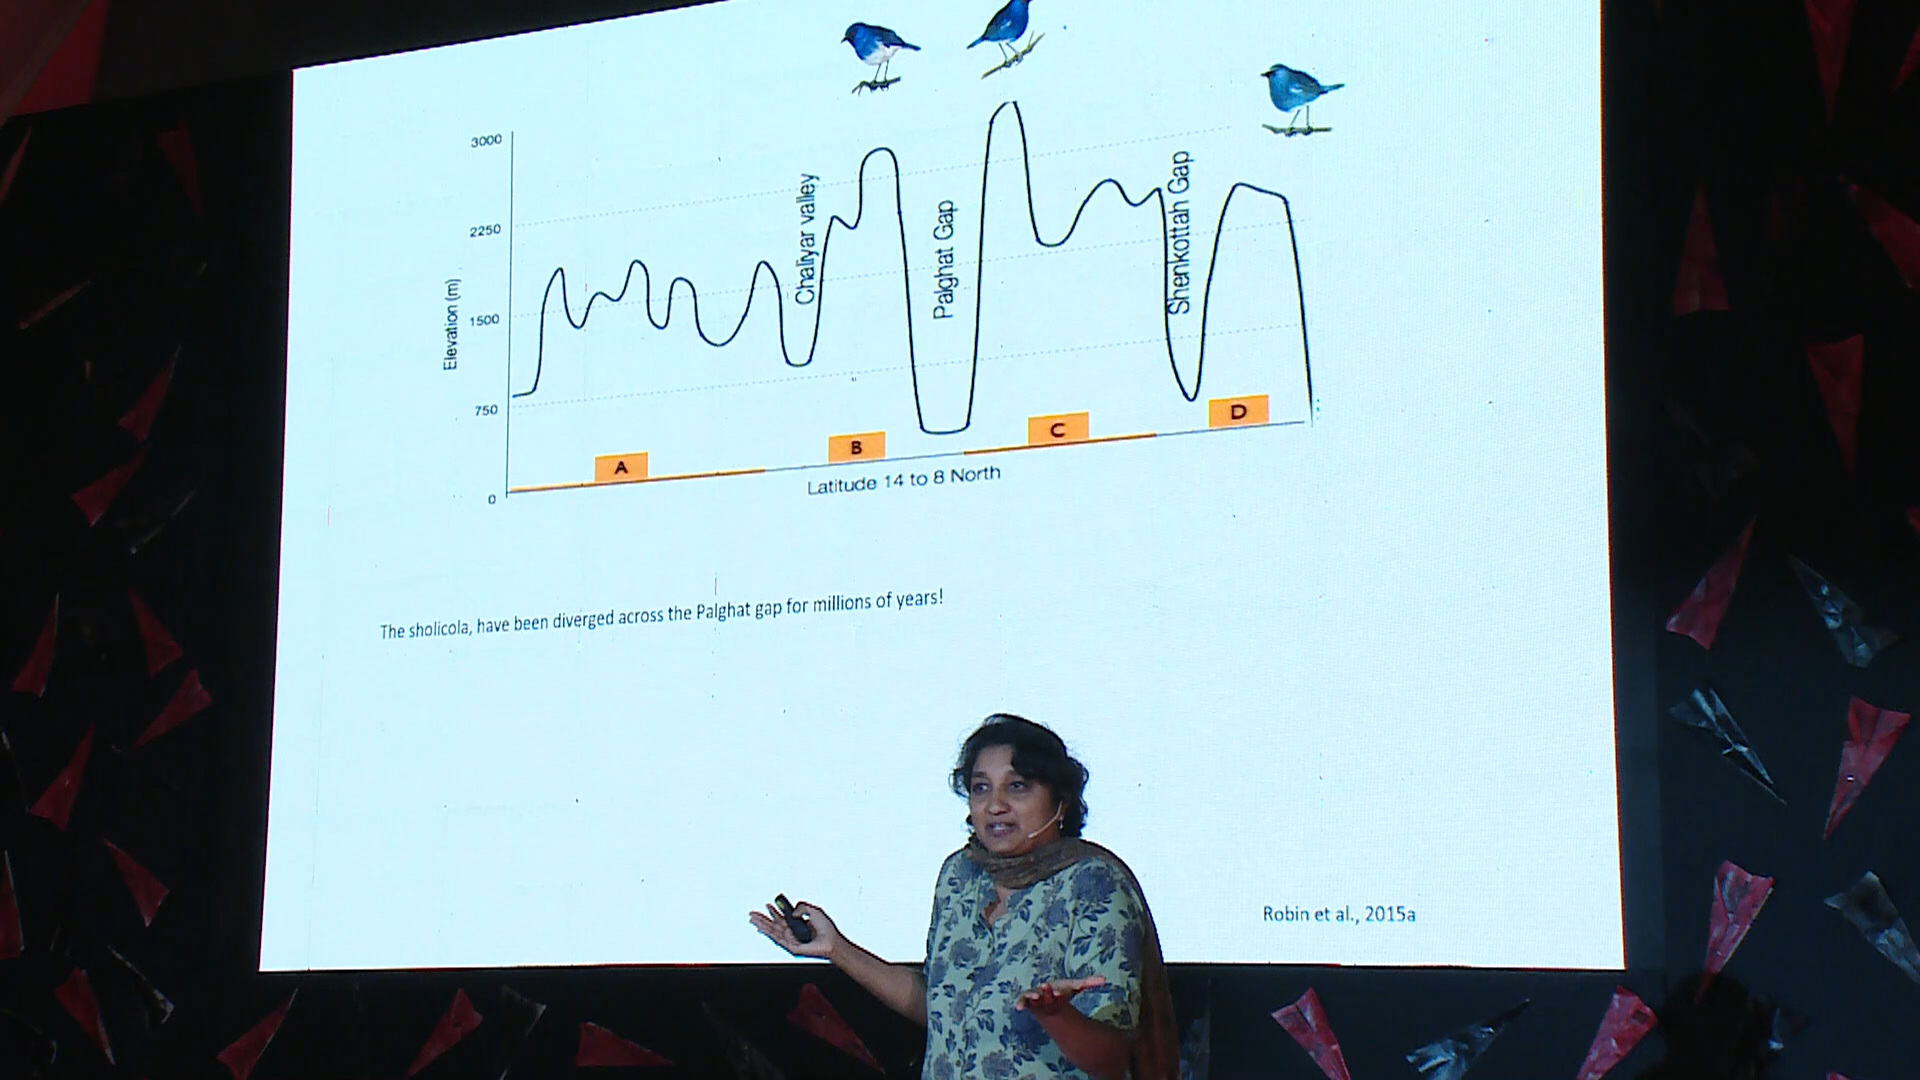 3000
2250
1500
750
0
Elevation (m)
Chaliyar valley
Palghat Gap
Shenkottah Gap
A
B
C
D
Latitude 14 to 8 North
The sholicola, have been diverged across the Palghat gap for millions of years!
Robin et al., 2015a